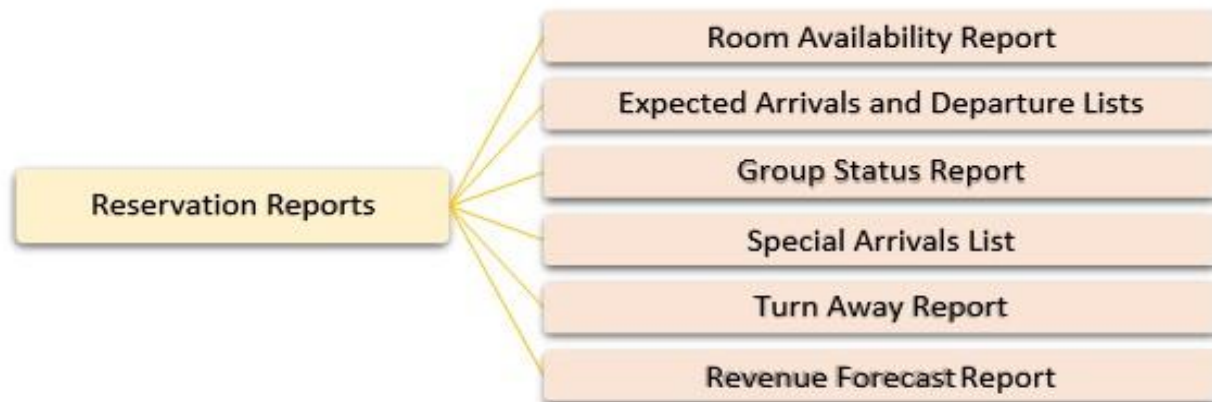 Reservation Reports
Room Availability Report
Expected Arrivals and Departure Lists
Group Status Report
Special Arrivals List
Turn Away Report
Revenue Forecast Report